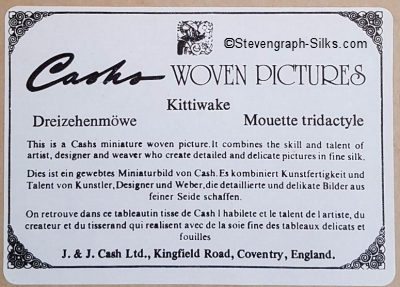 ©Stevengraph-Silks.com
Cashs WOVEN PICTURES
Kittiwake
Dreizehenmöwe Mouette tridactyle
This is a Cashs miniature woven picture. It combines the skill and talent of
artist, designer and weaver who create detailed and delicate pictures in fine silk.
Dies ist ein gewebtes Miniaturbild von Cash. Es kombiniert Kunstfertigkeit und
Talent von Kunstler, Designer und Weber, die detaillierte und delikate Bilder aus
feiner Seide schaffen.
On retrouve dans ce tableautin tisse de Cash l habilete et le talent de l artiste, du
createur et du tisserand qui realisent avec de la soie fine des tableaux delicats et
fouilles
J. & J. Cash Ltd., Kingfield Road, Coventry, England.